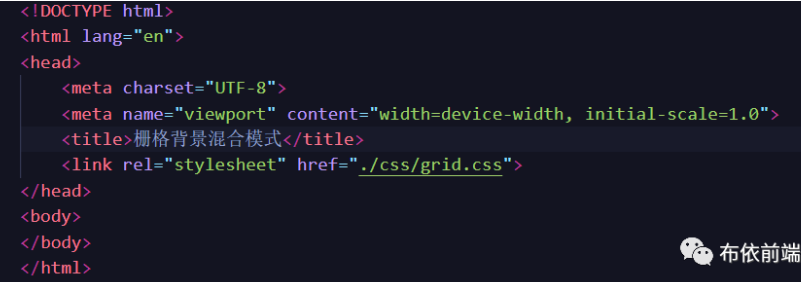 <!DOCTYPE html>
<html lang="en">
<head>
    <meta charset="UTF-8">
    <meta name="viewport" content="width=device-width, initial-scale=1.0">
    <title>栅格背景混合模式</title>
    <link rel="stylesheet" href="./css/grid.css">
</head>
<body>
</body>
</html>
布依前端